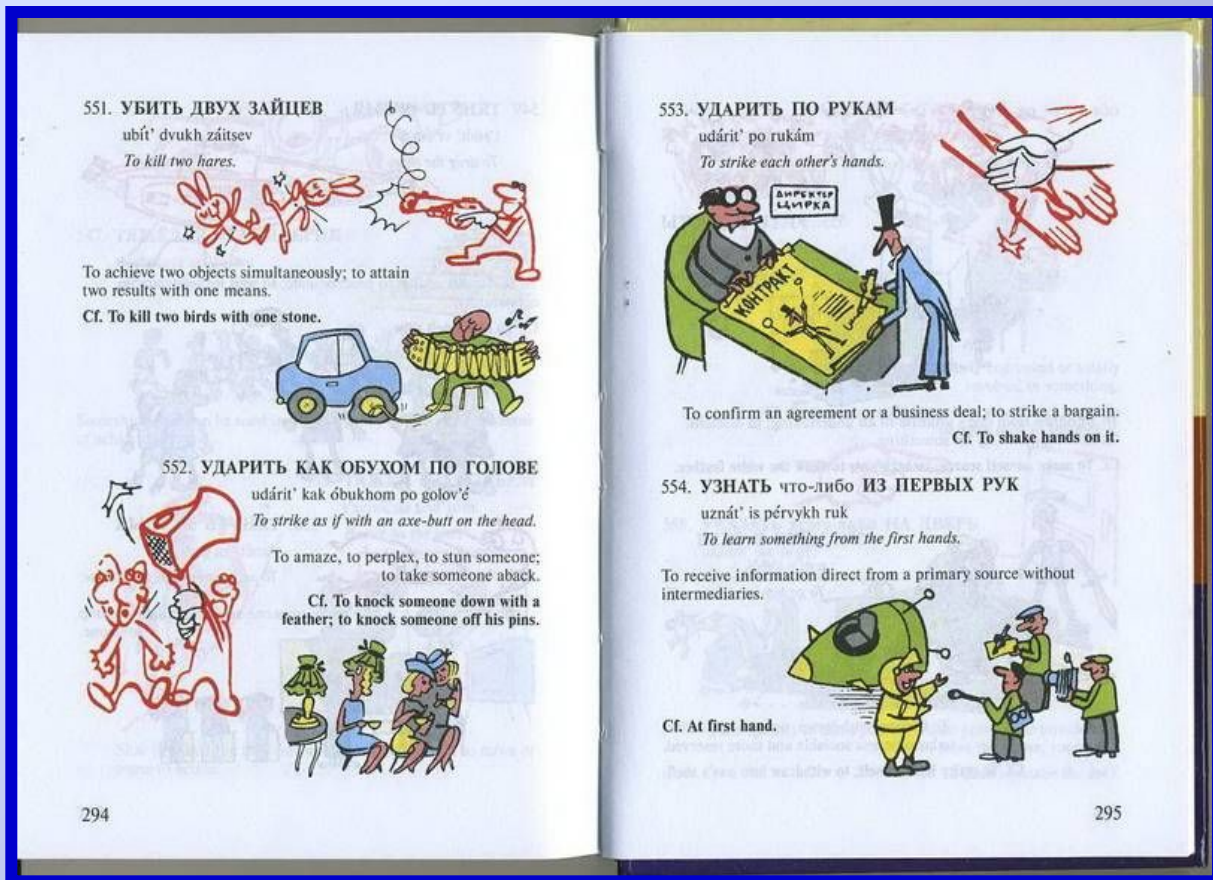 551. УБИТЬ ДВУХ ЗАЙЦЕВ
ubít' dvukh záitsev
To kill two hares.
To achieve two objects simultaneously; to attain
two results with one means.
Cf. To kill two birds with one stone.
552. УДАРИТЬ КАК ОБУХОМ ПО ГОЛОВЕ
udárit' kak óbukhom po golov'é
To strike as if with an axe-butt on the head.
To amaze, to perplex, to stun someone;
to take someone aback.
Cf. To knock someone down with a
feather; to knock someone off his pins.
294
553. УДАРИТЬ ПО РУКАМ
udárit' po rukám
To strike each other's hands.
ДИРЕКТОР
ЦИРКА
КОНТРАКТ
To confirm an agreement or a business deal; to strike a bargain.
Cf. To shake hands on it.
554. УЗНАТЬ что-либо ИЗ ПЕРВЫХ РУК
uznát' is pérvykh ruk
To learn something from the first hands.
To receive information direct from a primary source without
intermediaries.
Cf. At first hand.
295